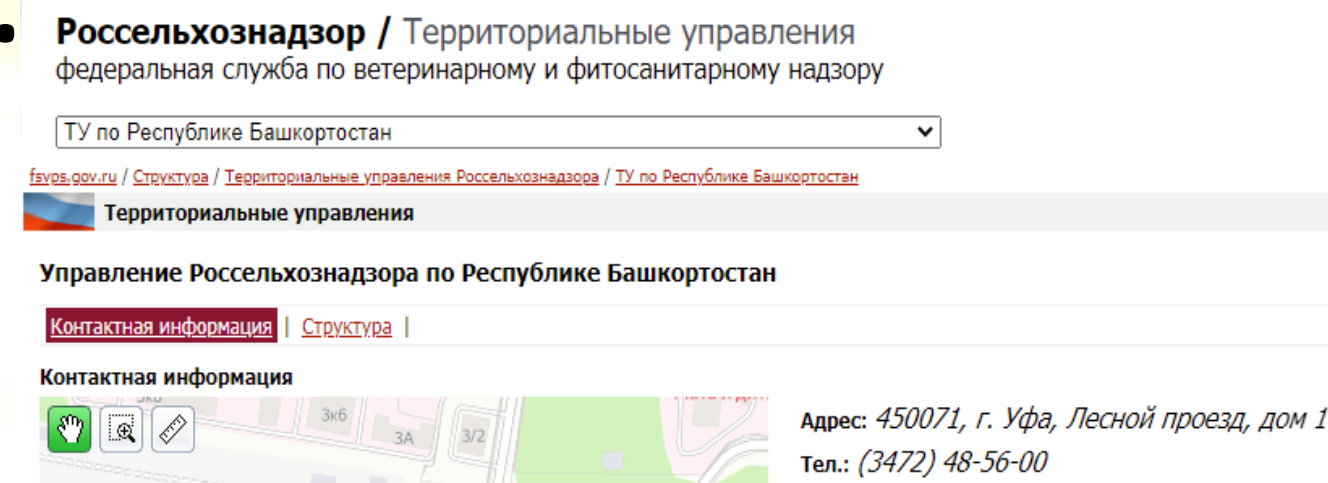 Россельхознадзор / Территориальные управления
федеральная служба по ветеринарному и фитосанитарному надзору
ТУ по Республике Башкортостан
fsvps.gov.ru / Структура / Территориальные управления Россельхознадзора / ТУ по Республике Башкортостан
Территориальные управления
Управление Россельхознадзора по Республике Башкортостан
Контактная информация | Структура |
Контактная информация
3к6
3А
3/2
Адрес: 450071, г. Уфа, Лесной проезд, дом 1
Тел.: (3472) 48-56-00